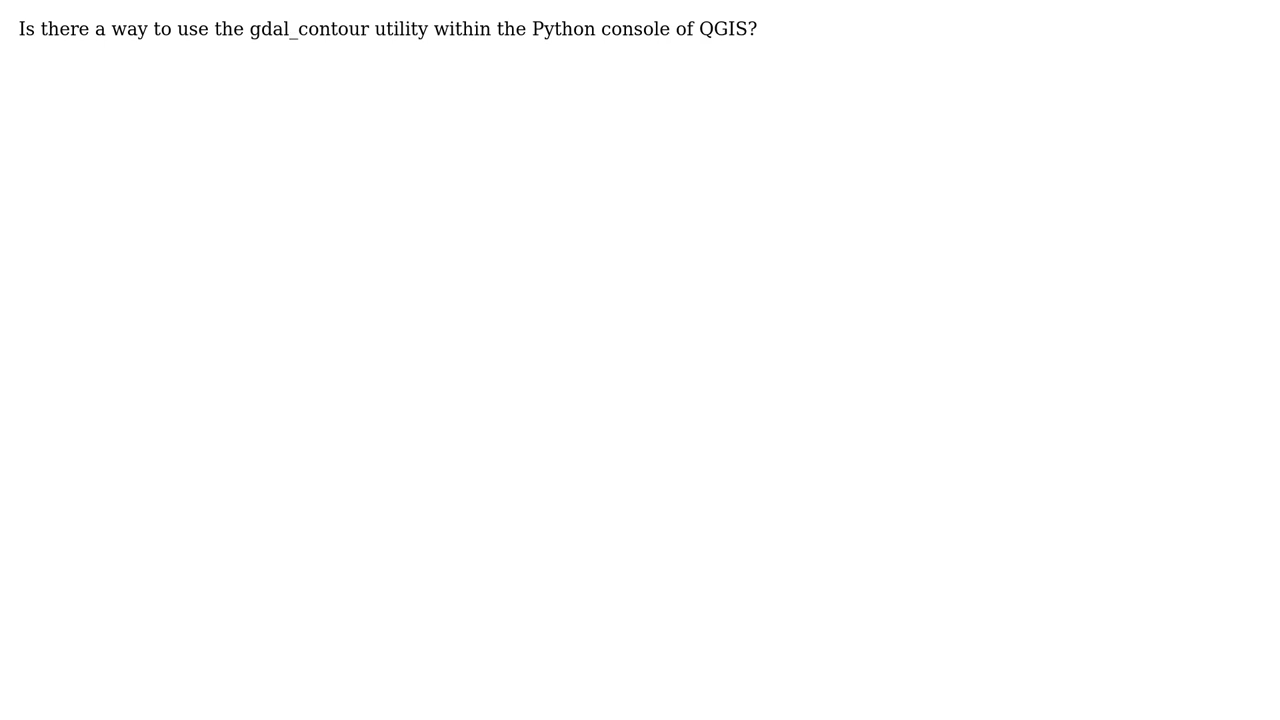 Is there a way to use the gdal_contour utility within the Python console of QGIS?